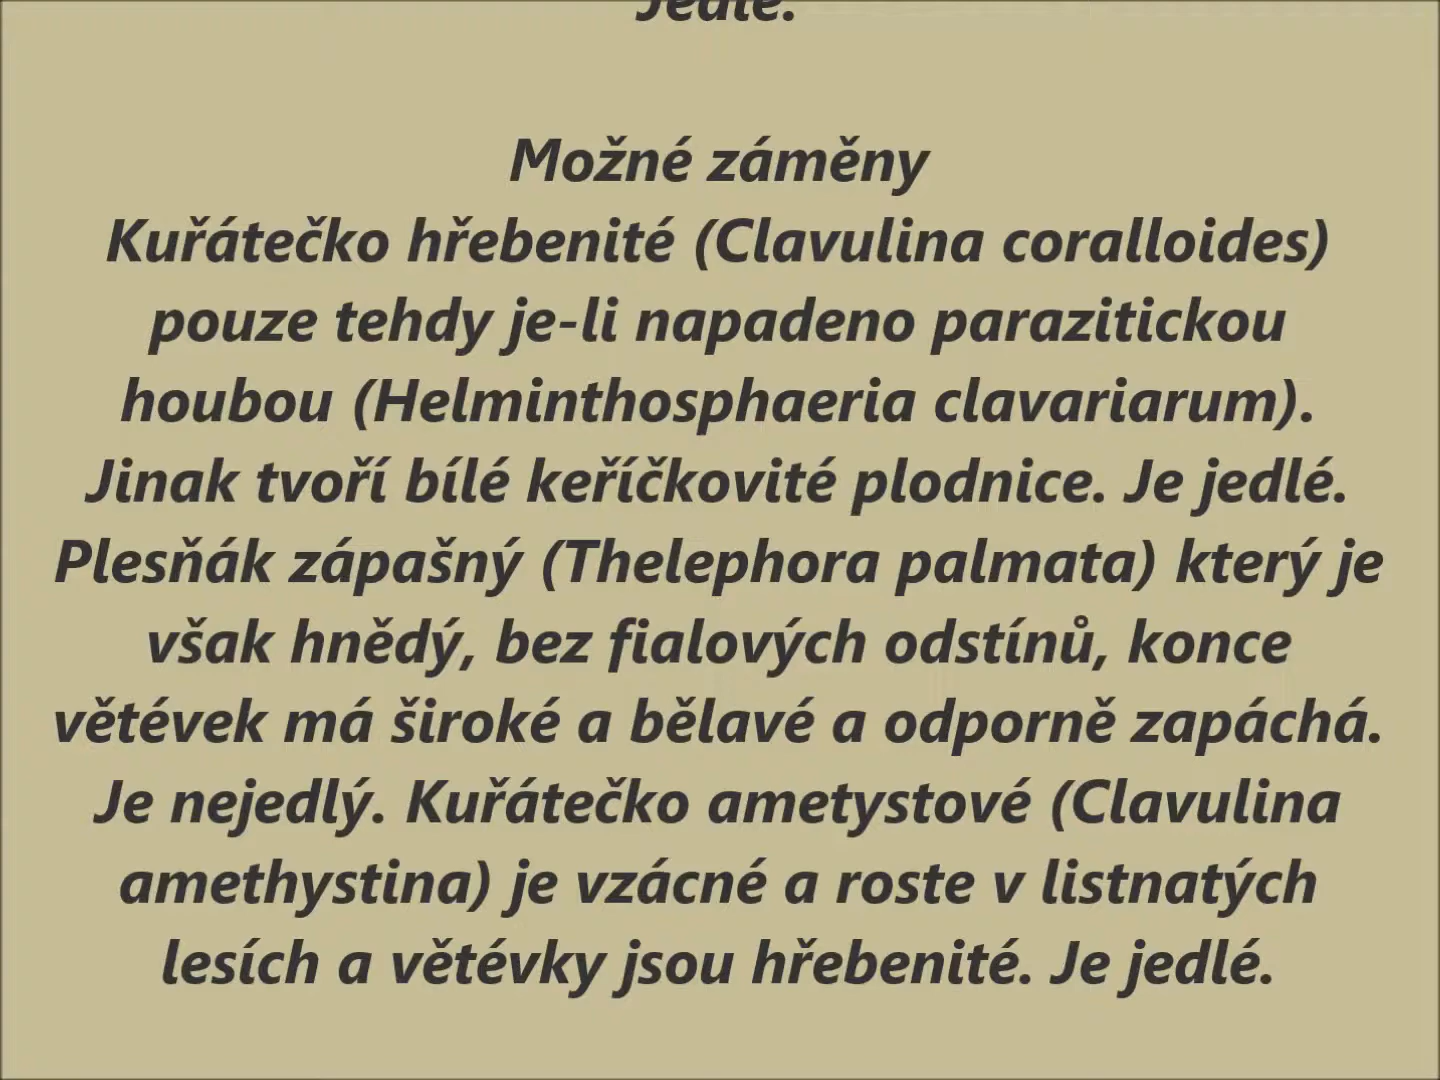 Jedlé.
Možné záměny
Kuřátečko hřebenité (Clavulina coralloides)
pouze tehdy je-li napadeno parazitickou
houbou (Helminthosphaeria clavariarum).
Jinak tvoří bílé keříčkovité plodnice. Je jedlé.
Plesňák zápašný (Thelephora palmata) který je
však hnědý, bez fialových odstínů, konce
větévek má široké a bělavé a odporně zapáchá.
Je nejedlý. Kuřátečko ametystové (Clavulina
amethystina) je vzácné a roste v listnatých
lesích a větévky jsou hřebenité. Je jedlé.